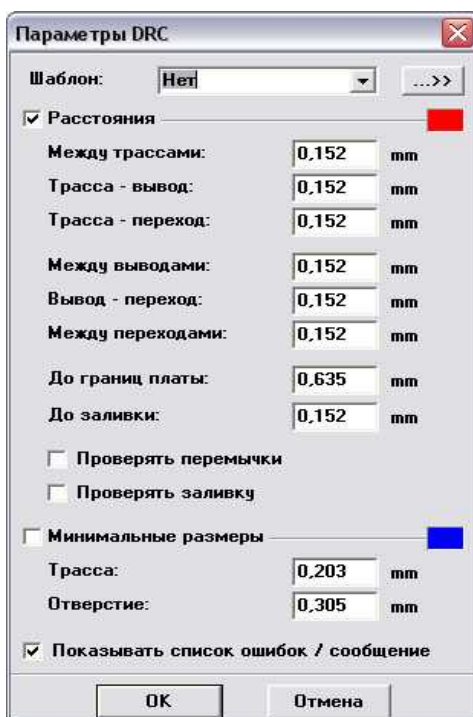 Параметры DRC
Шаблон: Нет ...>>
Расстояния
Между трассами: 0,152 mm
Трасса - вывод: 0,152 mm
Трасса - переход: 0,152 mm
Между выводами: 0,152 mm
Вывод - переход: 0,152 mm
Между переходами: 0,152 mm
До границ платы: 0,635 mm
До заливки: 0,152 mm
Проверять перемычки
Проверять заливку
Минимальные размеры
Трасса: 0,203 mm
Отверстие: 0,305 mm
Показывать список ошибок / сообщение
OK Отмена